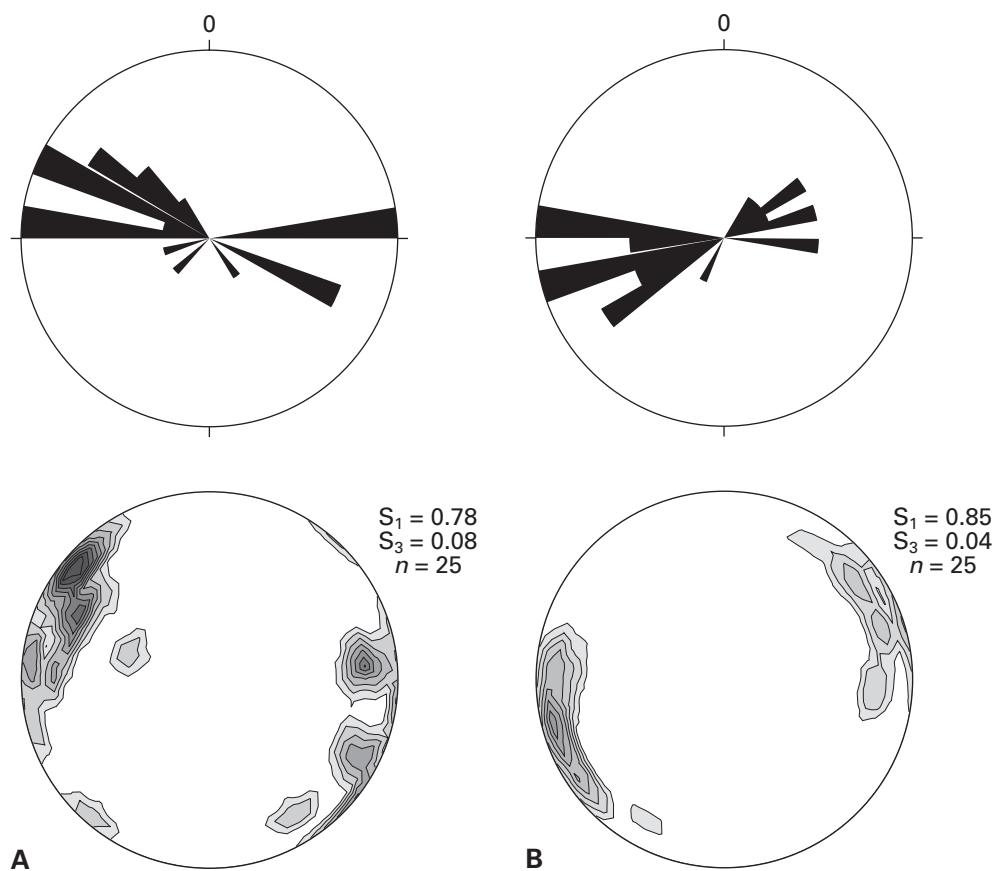 0
0
S₁ = 0.78
S₃ = 0.08
n = 25
S₁ = 0.85
S₃ = 0.04
n = 25
A
B